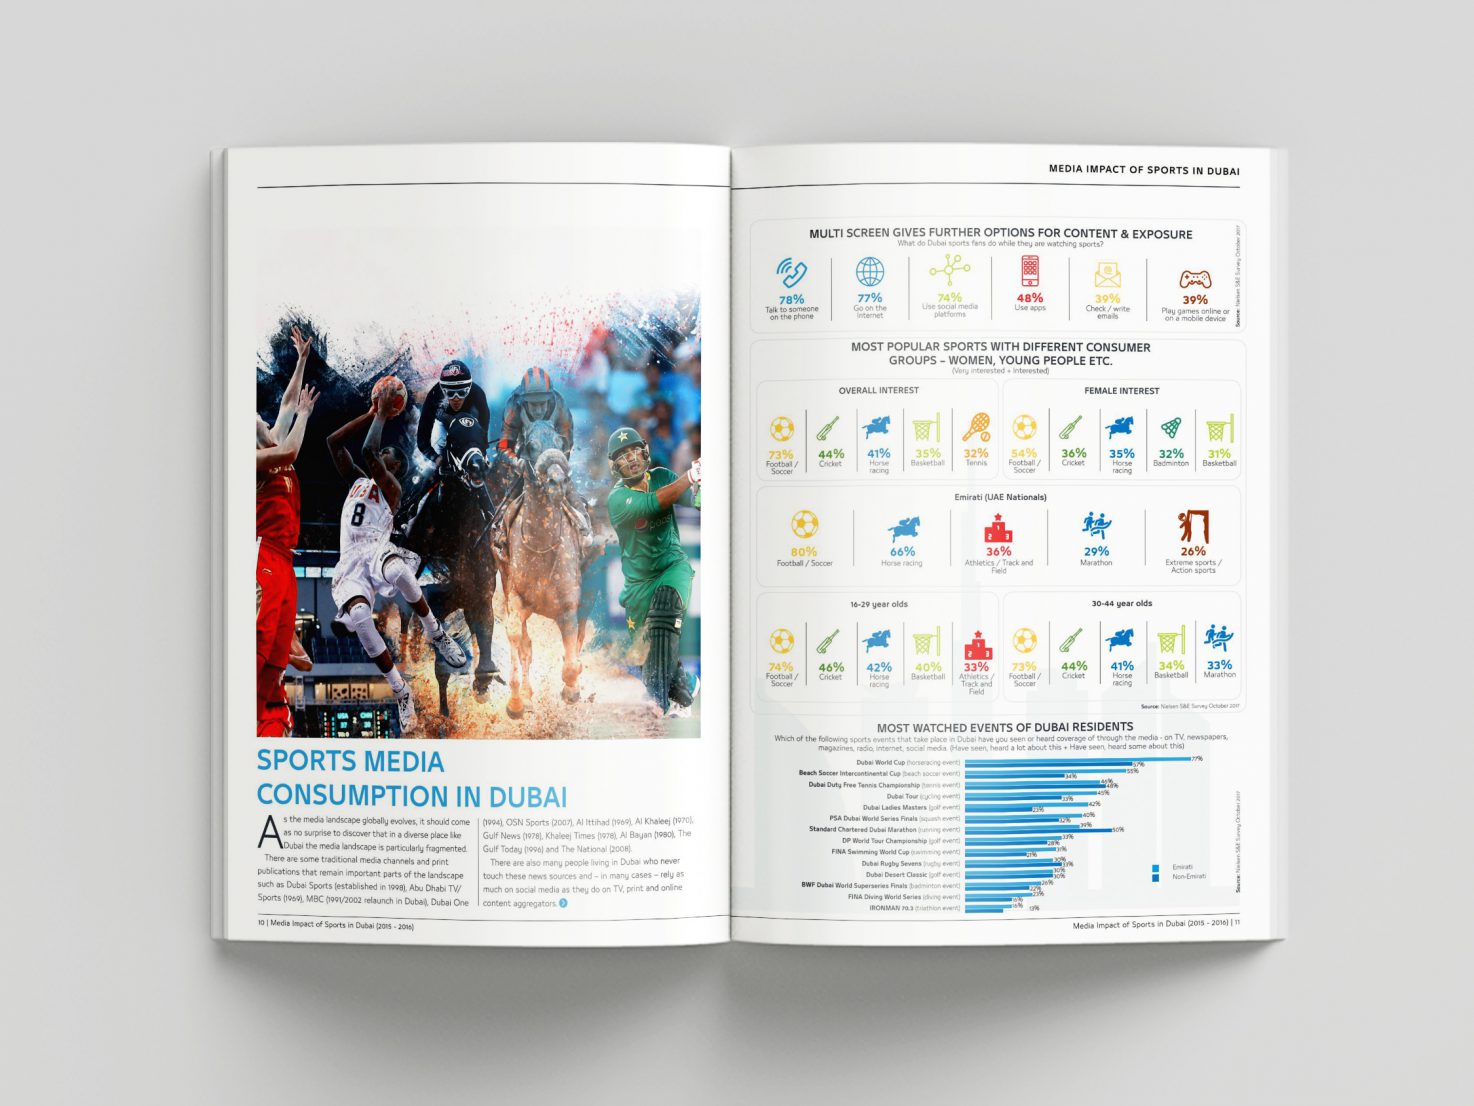 8
USA
SPORTS MEDIA
CONSUMPTION IN DUBAI
As the media landscape globally evolves, it should come
as no surprise to discover that in a diverse place like
Dubai the media landscape is particularly fragmented.
There are some traditional media channels and print
publications that remain important parts of the landscape
such as Dubai Sports (established in 1998), Abu Dhabi TV/
Sports (1969), MBC (1991/2002 relaunch in Dubai), Dubai One
(1994), OSN Sports (2007), Al Ittihad (1969), Al Khaleej (1970),
Gulf News (1978), Khaleej Times (1978), Al Bayan (1980), The
Gulf Today (1996) and The National (2008).
There are also many people living in Dubai who never
touch these news sources and – in many cases – rely as
much on social media as they do on TV, print and online
content aggregators.
10 | Media Impact of Sports in Dubai (2015 - 2016)
MEDIA IMPACT OF SPORTS IN DUBAI
MULTI SCREEN GIVES FURTHER OPTIONS FOR CONTENT & EXPOSURE
What do Dubai sports fans do while they are watching sports?
78%
Talk to someone
on the phone
77%
Go on the
Internet
74%
Use social media
platforms
48%
Use apps
39%
Check / write
emails
39%
Play games online or
on a mobile device
Source: Nielsen S&E Survey October 2017
MOST POPULAR SPORTS WITH DIFFERENT CONSUMER
GROUPS – WOMEN, YOUNG PEOPLE ETC.
(Very interested + Interested)
OVERALL INTEREST
73%
Football /
Soccer
44%
Cricket
41%
Horse
racing
35%
Basketball
32%
Tennis
FEMALE INTEREST
54%
Football /
Soccer
36%
Cricket
35%
Horse
racing
32%
Badminton
31%
Basketball
Emirati (UAE Nationals)
80%
Football / Soccer
66%
Horse racing
36%
Athletics / Track and
Field
29%
Marathon
26%
Extreme sports /
Action sports
16-29 year olds
74%
Football /
Soccer
46%
Cricket
42%
Horse
racing
40%
Basketball
33%
Athletics /
Track and
Field
30-44 year olds
73%
Football /
Soccer
44%
Cricket
41%
Horse
racing
34%
Basketball
33%
Marathon
Source: Nielsen S&E Survey October 2017
MOST WATCHED EVENTS OF DUBAI RESIDENTS
Which of the following sports events that take place in Dubai have you seen or heard coverage of through the media - on TV, newspapers,
magazines, radio, internet, social media. (Have seen, heard a lot about this + Have seen, heard some about this)
Dubai World Cup (horseracing event) 77% 57%
Beach Soccer Intercontinental Cup (beach soccer event) 55% 34%
Dubai Duty Free Tennis Championship (tennis event) 46% 48%
Dubai Tour (cycling event) 45% 33%
Dubai Ladies Masters (golf event) 42% 23%
PSA Dubai World Series Finals (squash event) 40% 32%
Standard Chartered Dubai Marathon (running event) 39% 50%
DP World Tour Championship (golf event) 33% 28%
FINA Swimming World Cup (swimming event) 31% 21%
Dubai Rugby Sevens (rugby event) 30% 33%
Dubai Desert Classic (golf event) 30% 30%
BWF Dubai World Superseries Finals (badminton event) 26% 22%
FINA Diving World Series (diving event) 23% 16%
IRONMAN 70.3 (triathlon event) 16% 13%
Emirati
Non-Emirati
Source: Nielsen S&E Survey October 2017
Media Impact of Sports in Dubai (2015 - 2016) | 11